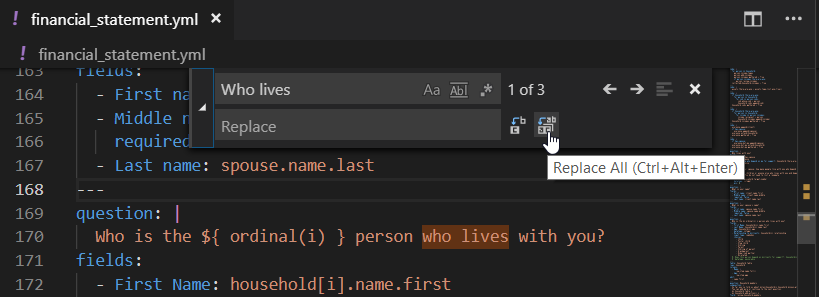 ! financial_statement.yml ×
! financial_statement.yml
163 fields:
Who lives Aa Abl .* 1 of 3
164 - First na
Replace
165 - Middle n
166 required
Replace All (Ctrl+Alt+Enter)
167 - Last name: spouse.name.last
168 ---
169 question: |
170 Who is the ${ ordinal(i) } person who lives with you?
171 fields:
172 - First Name: household[i].name.first